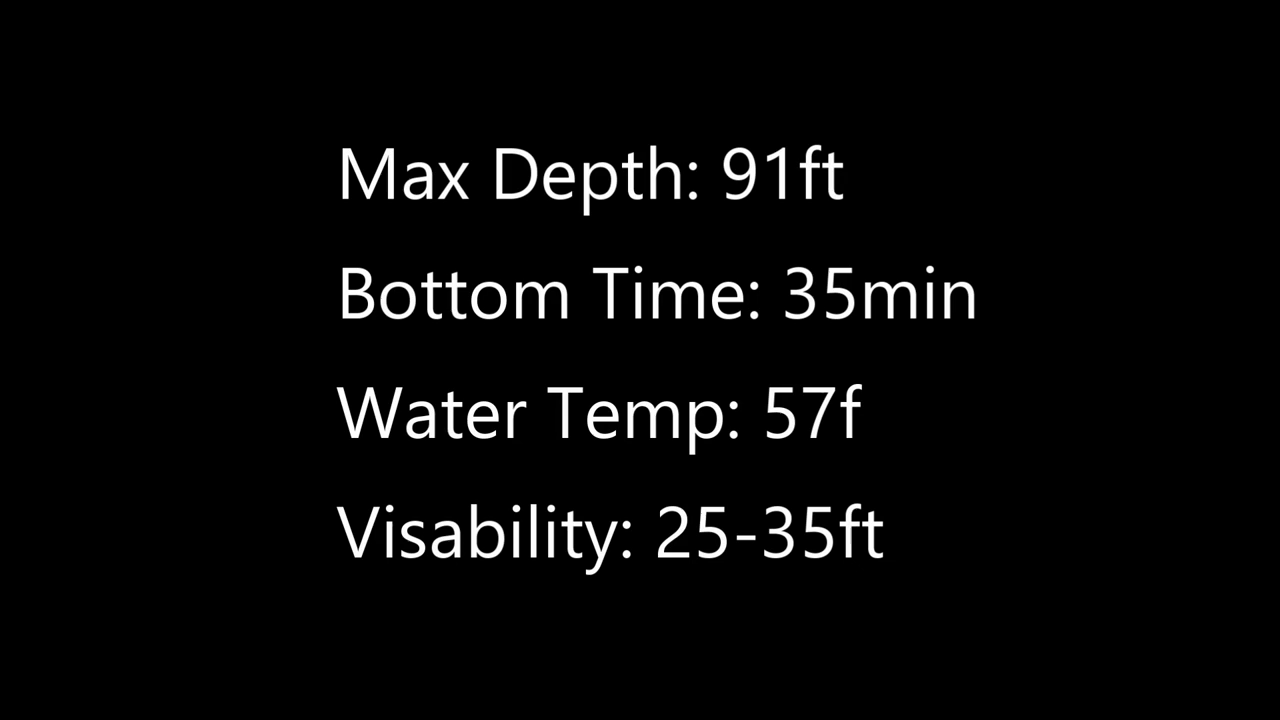 Max Depth: 91ft
Bottom Time: 35min
Water Temp: 57f
Visability: 25-35ft